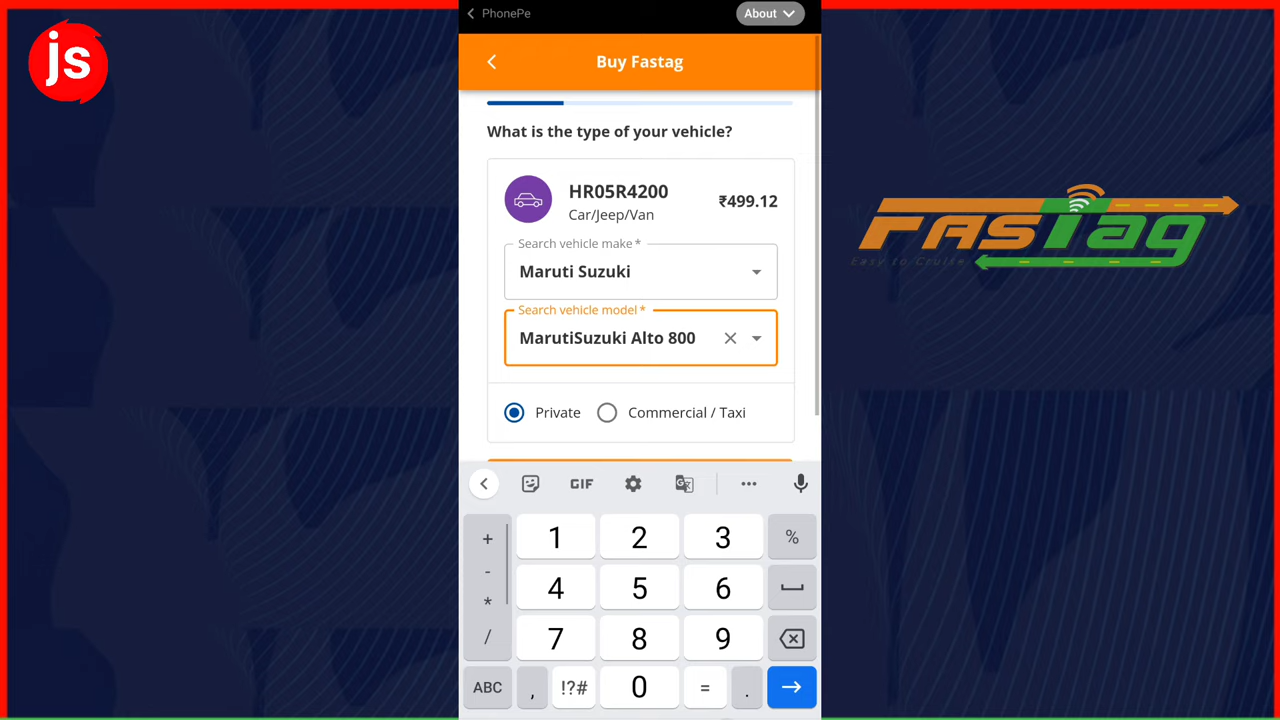 js
PhonePe
About
Buy Fastag
What is the type of your vehicle?
HR05R4200
Car/Jeep/Van
₹499.12
Search vehicle make *
Maruti Suzuki
Search vehicle model *
MarutiSuzuki Alto 800
Private
Commercial / Taxi
FASTag
Easy to Cruise
GIF
+ 1 2 3 %
- 4 5 6
*
/ 7 8 9
ABC , !?# 0 = .